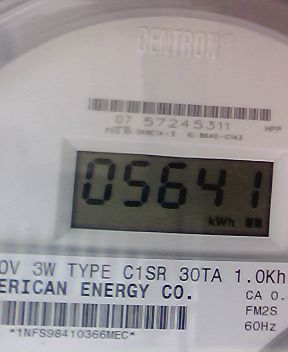 CENTRON®
07 57245311
HPP
05641
kWh
0V 3W TYPE C1SR 30TA 1.0Kh
ERICAN ENERGY CO.
CA 0.
FM2S
*1NFS98410366MEC*
60Hz